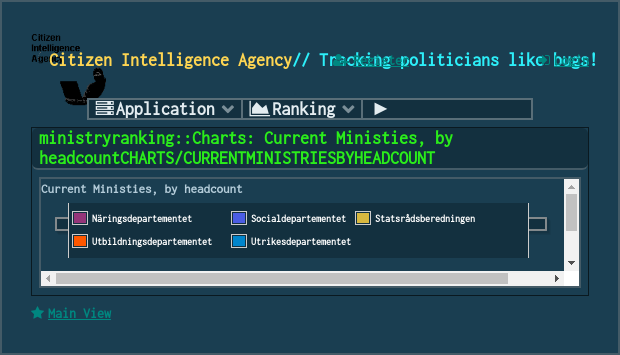 Citizen
Intelligence
Agency
Citizen Intelligence Agency// Tracking politicians like bugs!
Application
Ranking
ministryranking::Charts: Current Ministies, by
headcountCHARTS/CURRENTMINISTRIESBYHEADCOUNT
Current Ministies, by headcount
Näringsdepartementet
Socialdepartementet
Statsrådsberedningen
Utbildningsdepartementet
Utrikesdepartementet
Main View